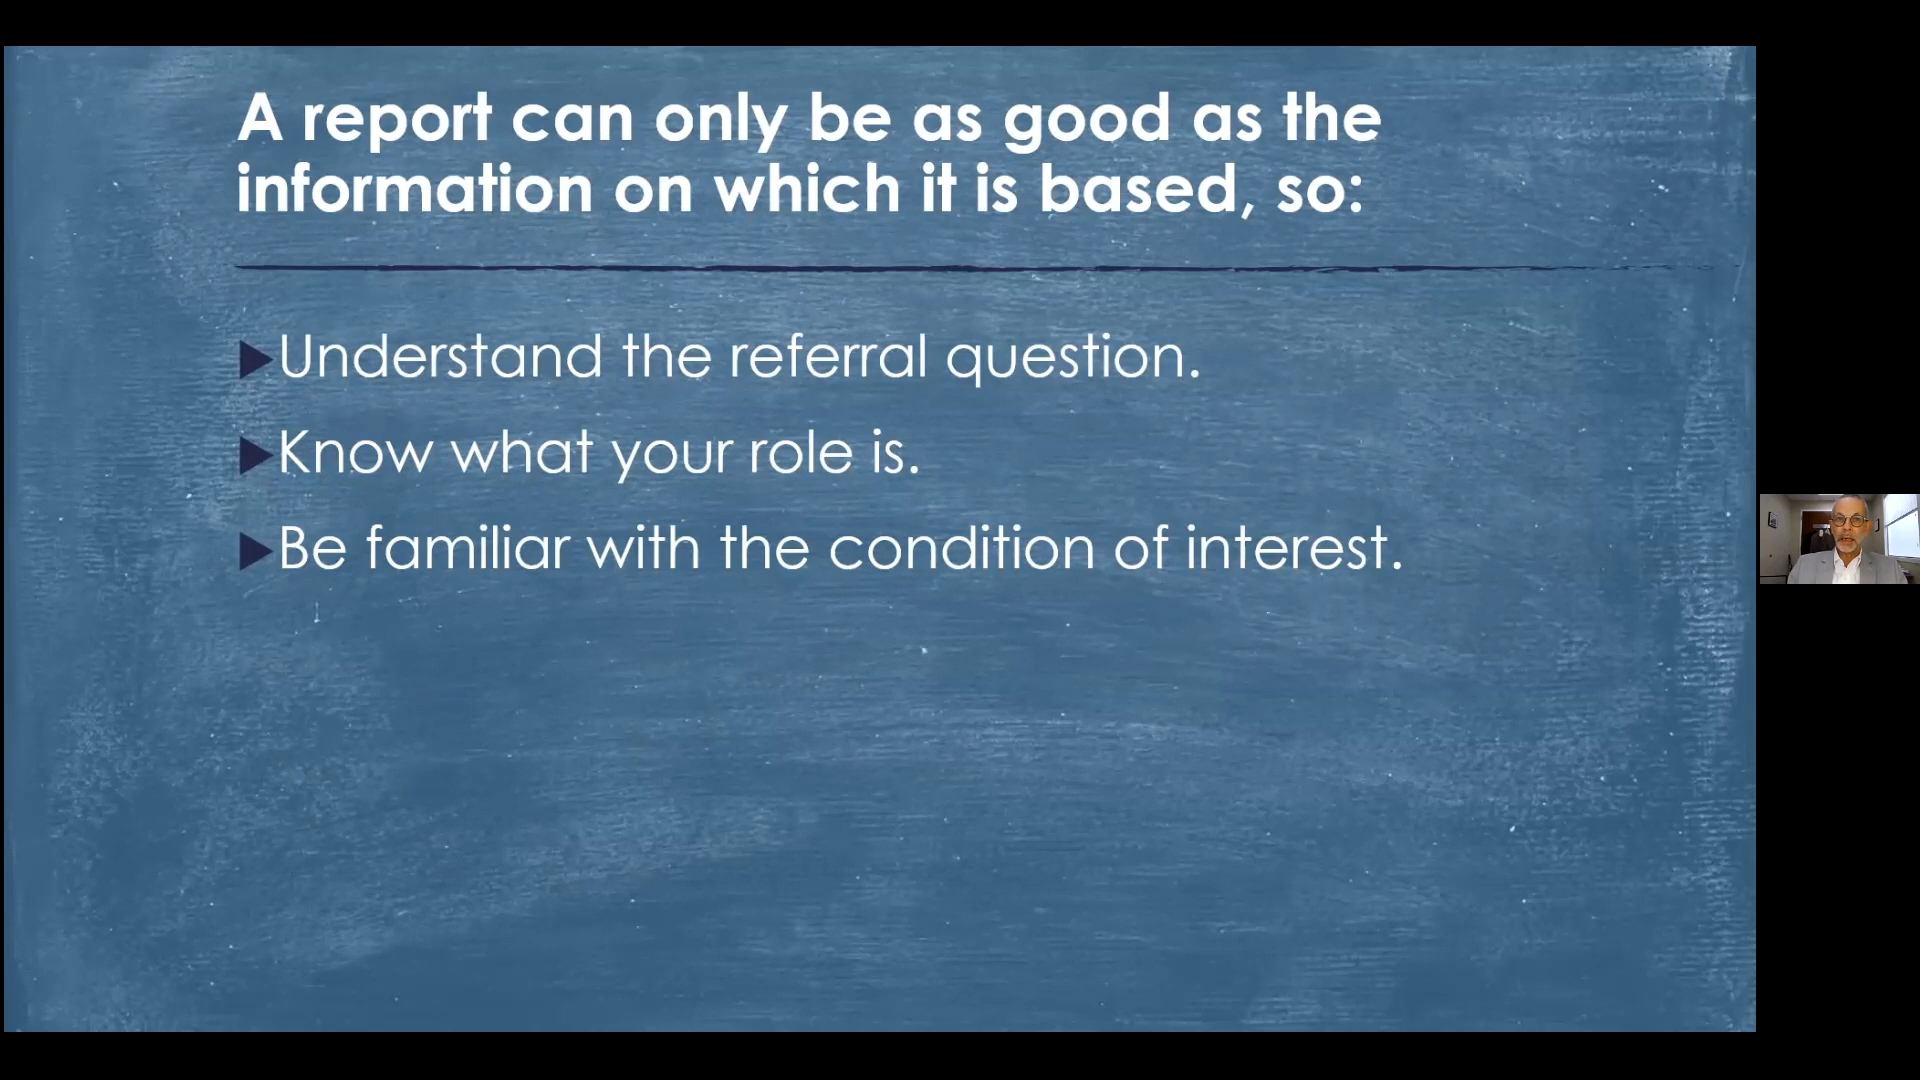 A report can only be as good as the
information on which it is based, so:
Understand the referral question.
Know what your role is.
Be familiar with the condition of interest.